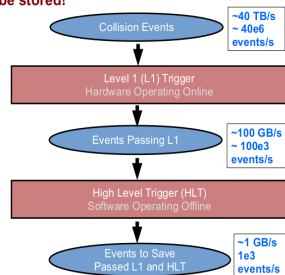 be stored!
Collision Events
~40 TB/s
~ 40e6
events/s
Level 1 (L1) Trigger
Hardware Operating Online
Events Passing L1
~100 GB/s
~ 100e3
events/s
High Level Trigger (HLT)
Software Operating Offline
Events to Save
Passed L1 and HLT
~1 GB/s
1e3
events/s